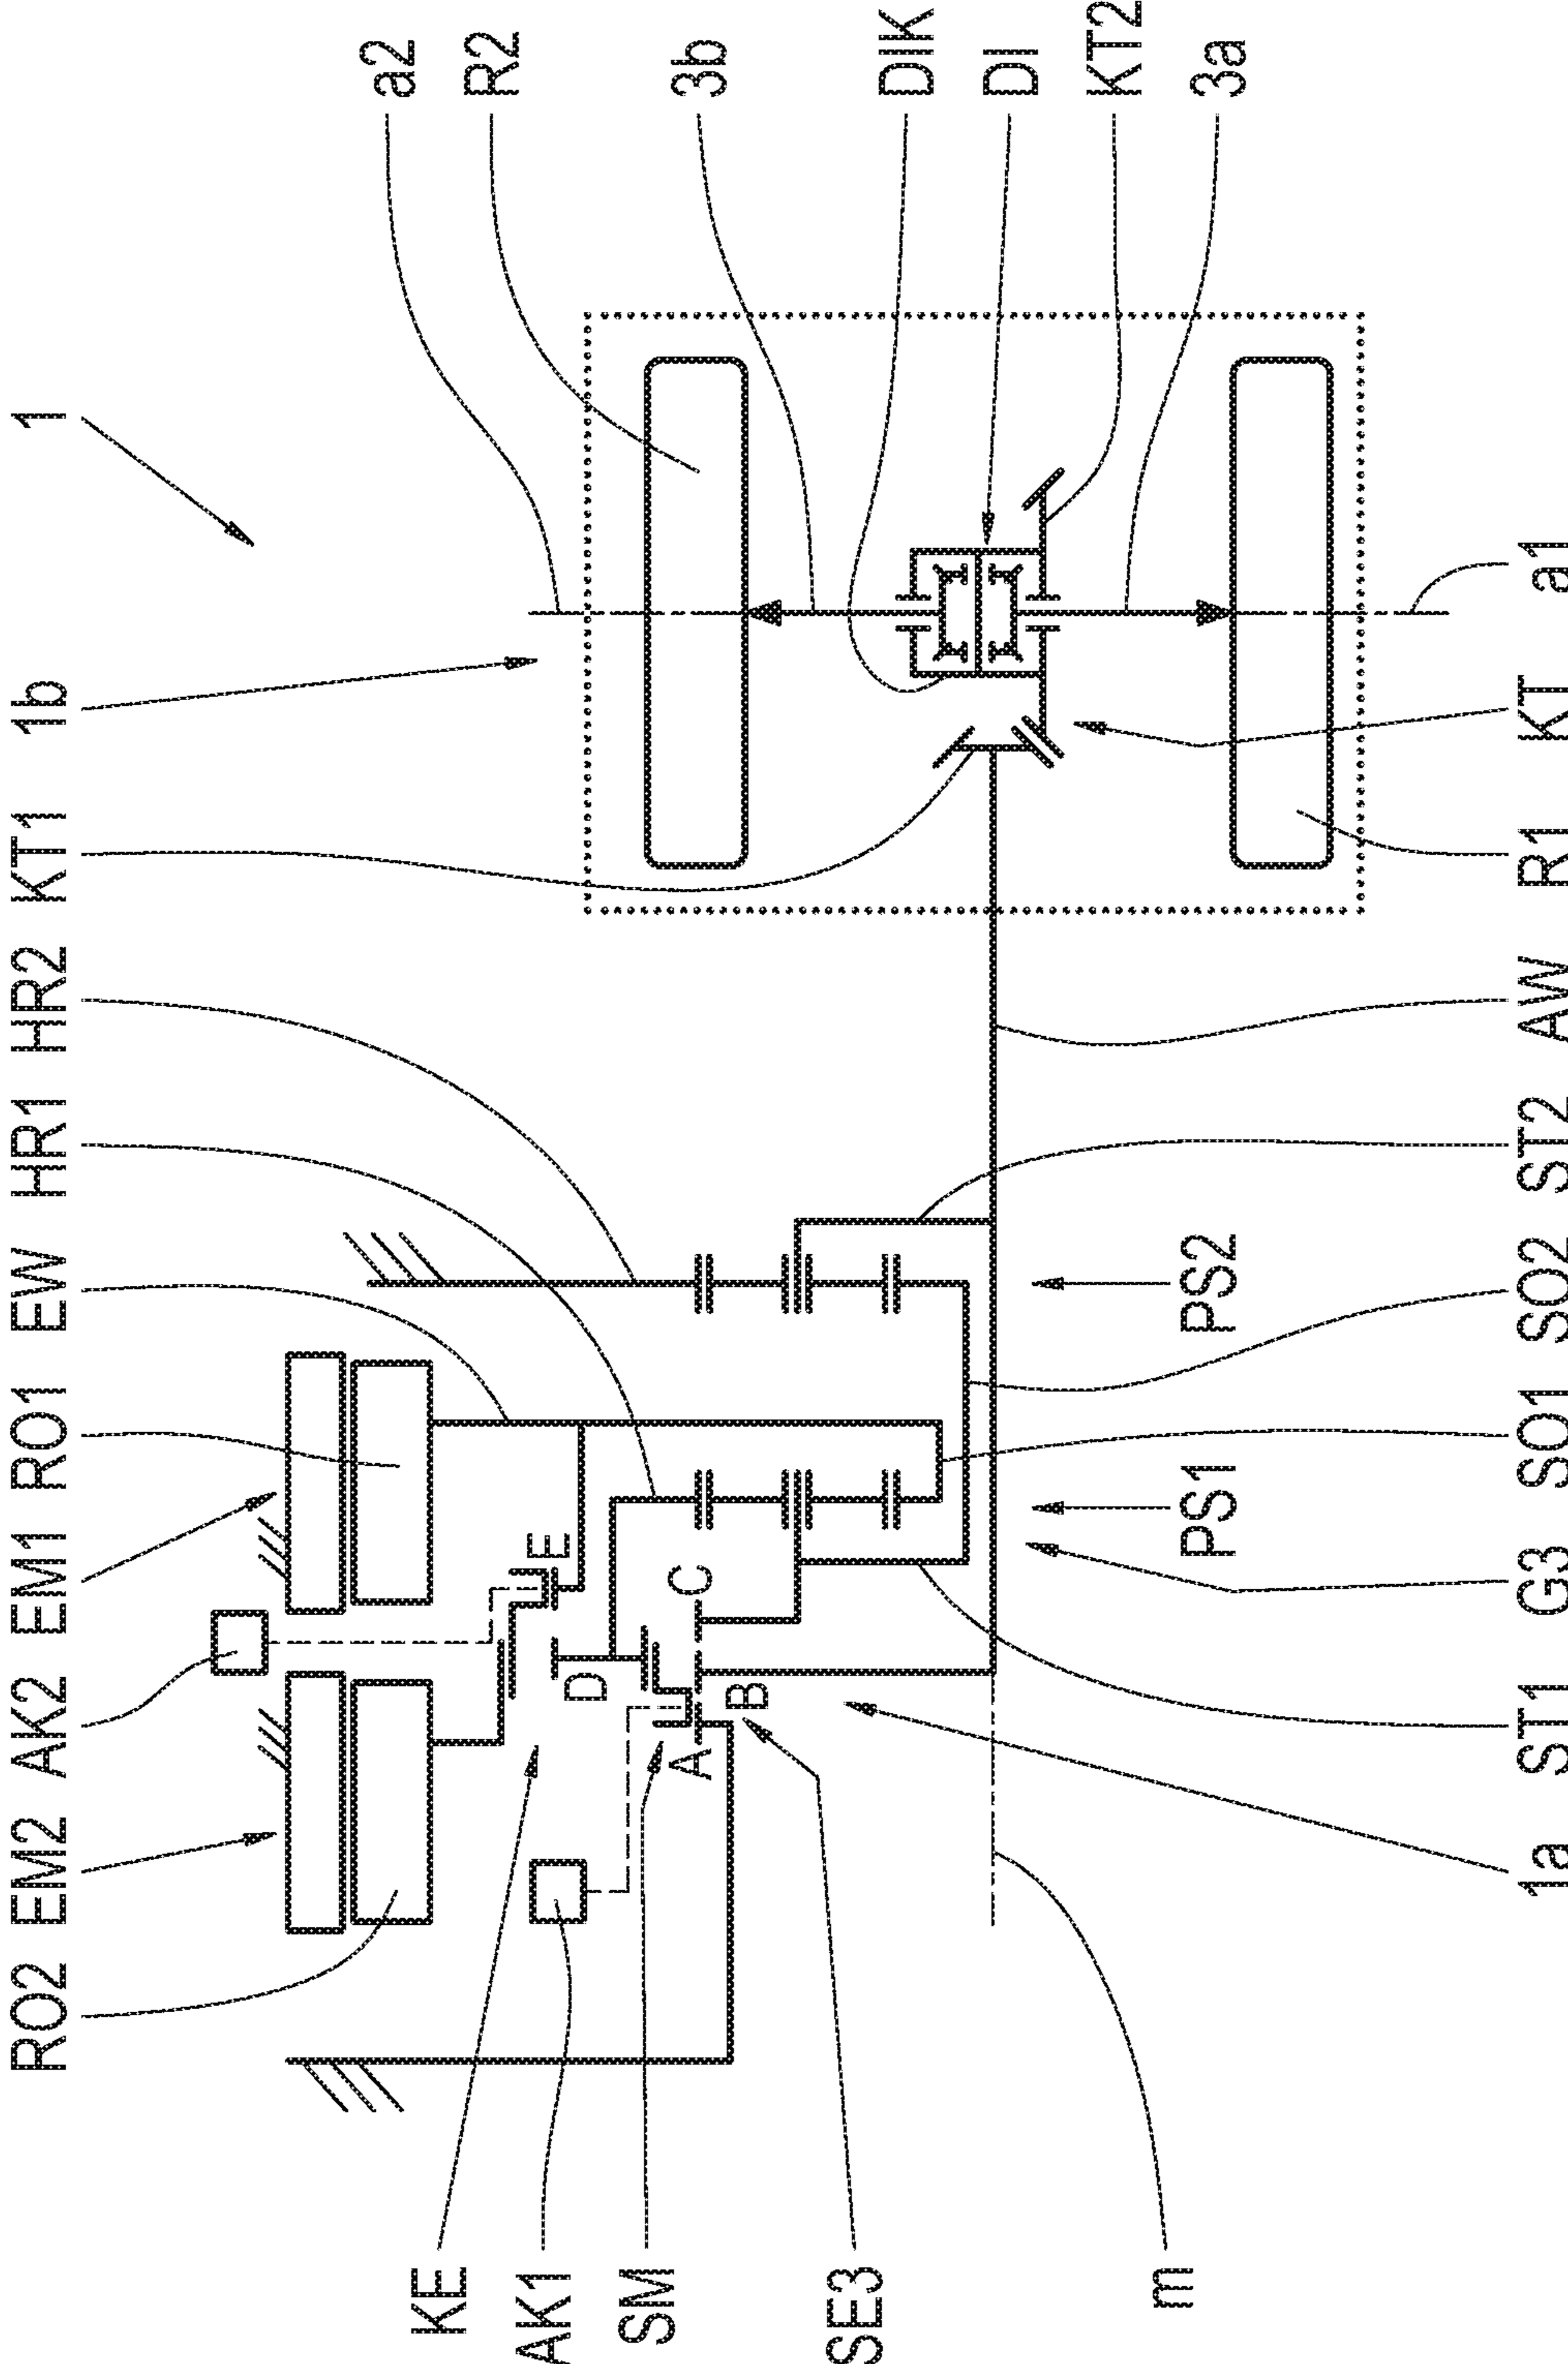 RO2
EM2
AK2
EM1
RO1
EW
HR1
HR2
KT1
1b
1
a2
R2
3b
DIK
DI
KT2
3a
KE
AK1
SM
SE3
m
E
D
C
A
B
PS1
PS2
1a
ST1
G3
SO1
SO2
ST2
AW
R1
KT
a1